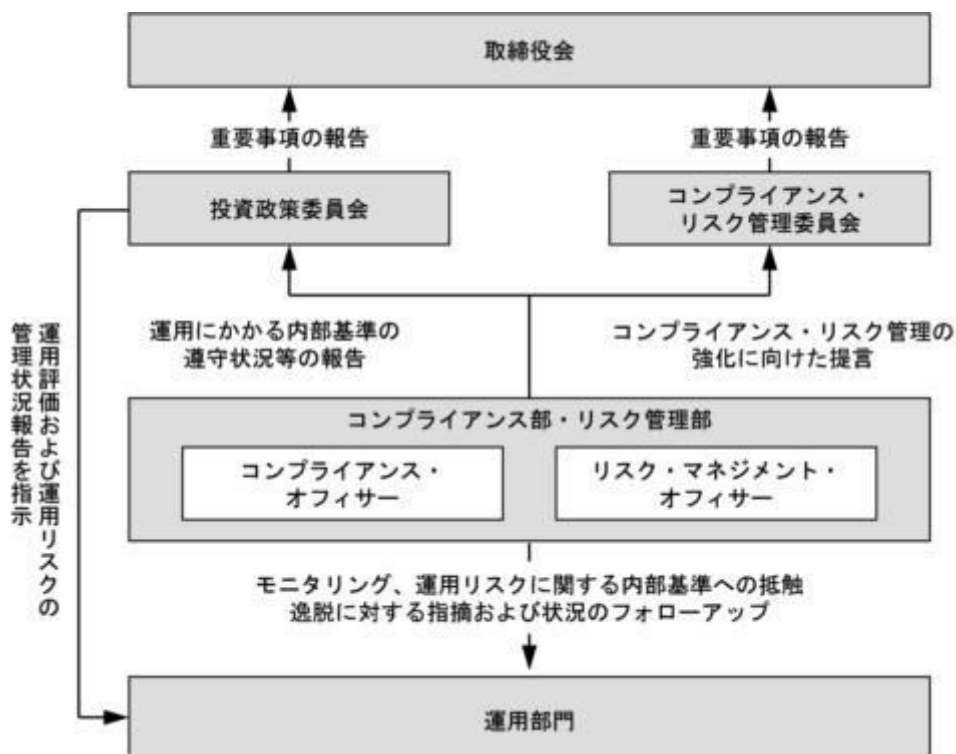 取締役会
重要事項の報告
重要事項の報告
投資政策委員会
コンプライアンス・
リスク管理委員会
運用にかかる内部基準の
遵守状況等の報告
コンプライアンス・リスク管理の
強化に向けた提言
運用評価および運用リスクの
管理状況報告を指示
コンプライアンス部・リスク管理部
コンプライアンス・
オフィサー
リスク・マネジメント・
オフィサー
モニタリング、運用リスクに関する内部基準への抵触
逸脱に対する指摘および状況のフォローアップ
運用部門